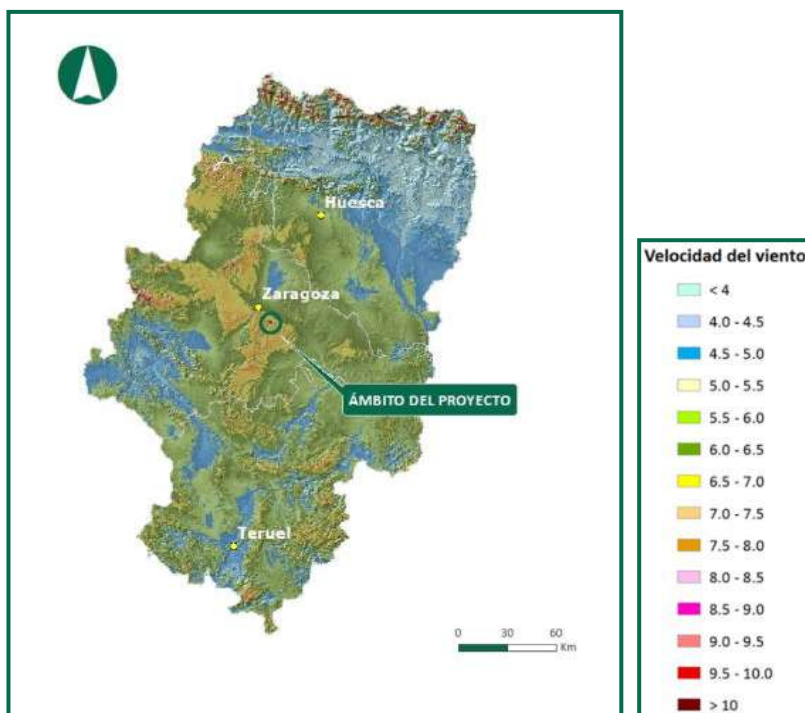 Huesca
Zaragoza
ÁMBITO DEL PROYECTO
Teruel
0 30 60
Km
Velocidad del viento
< 4
4.0 - 4.5
4.5 - 5.0
5.0 - 5.5
5.5 - 6.0
6.0 - 6.5
6.5 - 7.0
7.0 - 7.5
7.5 - 8.0
8.0 - 8.5
8.5 - 9.0
9.0 - 9.5
9.5 - 10.0
> 10